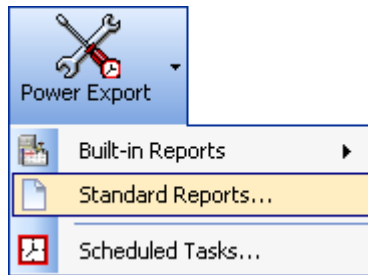 Power Export
Built-in Reports
Standard Reports...
Scheduled Tasks...